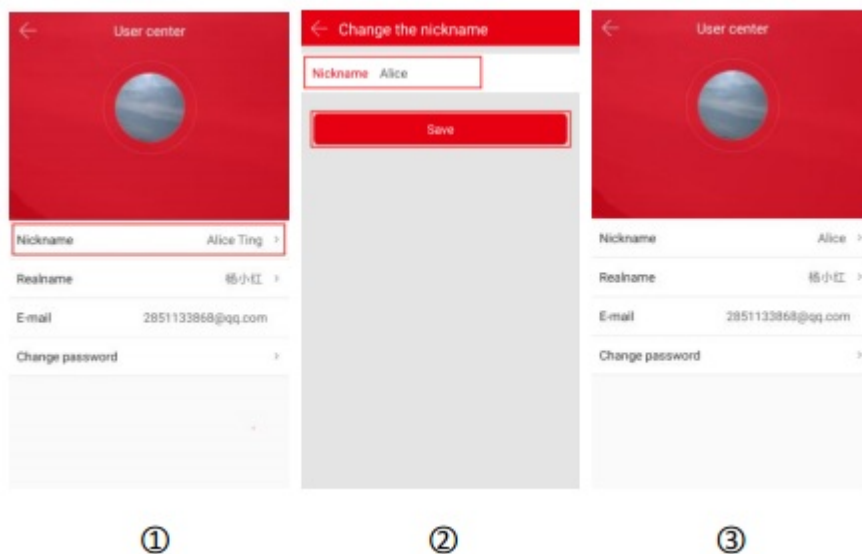 User center
Nickname Alice Ting >
Realname 杨小红 >
E-mail 2851133868@qq.com
Change password >
← Change the nickname
Nickname Alice
Save
User center
Nickname Alice >
Realname 杨小红 >
E-mail 2851133868@qq.com
Change password >
① ② ③